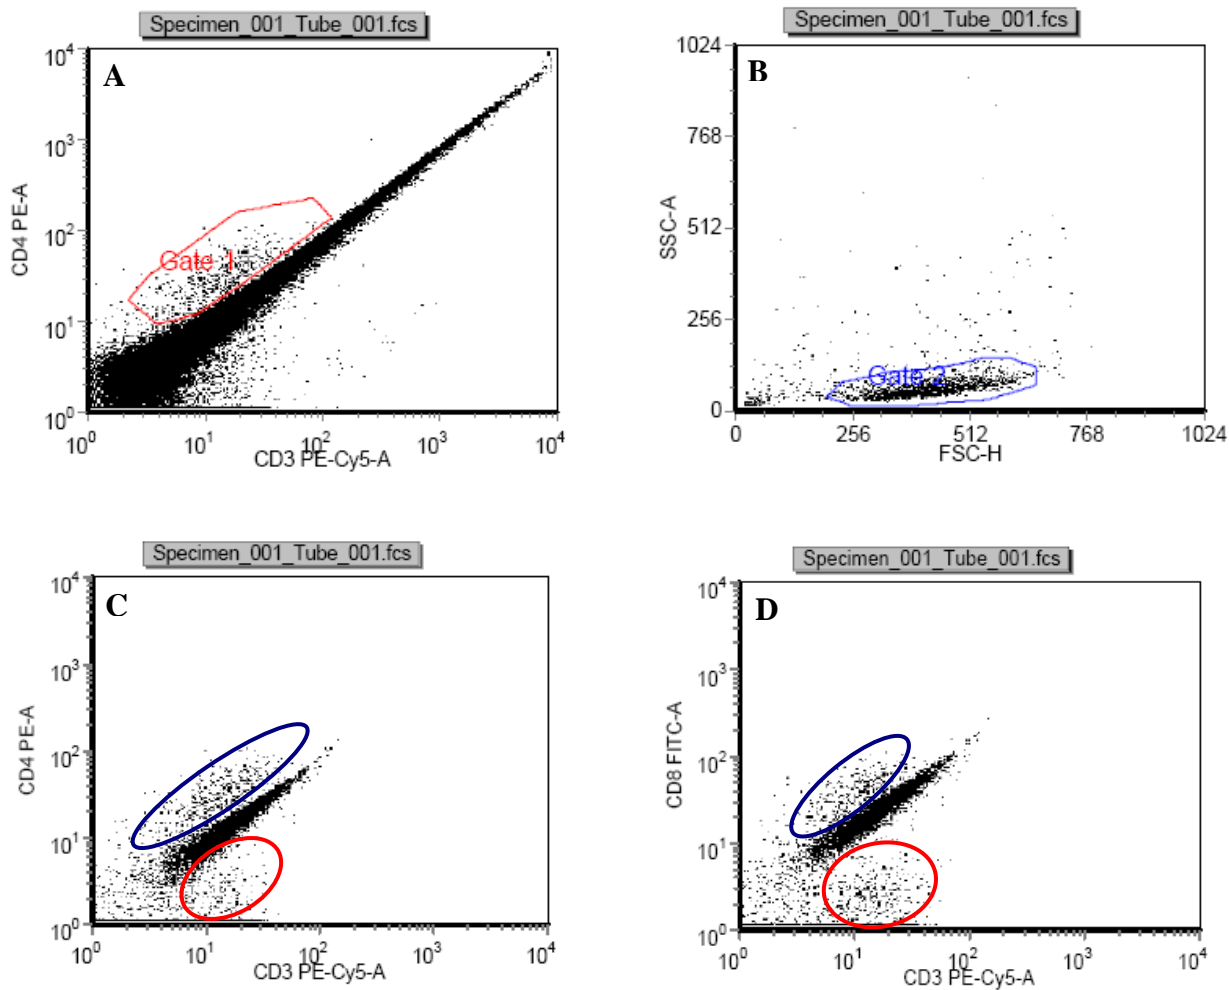 Specimen_001_Tube_001.fcs
A
10^4
10^3
10^2
10^1
10^0
CD4 PE-A
Gate 1
10^0 10^1 10^2 10^3 10^4
CD3 PE-Cy5-A
Specimen_001_Tube_001.fcs
B
1024
768
512
256
0
SSC-A
Gate 2
0 256 512 768 1024
FSC-H
Specimen_001_Tube_001.fcs
C
10^4
10^3
10^2
10^1
10^0
CD4 PE-A
10^0 10^1 10^2 10^3 10^4
CD3 PE-Cy5-A
Specimen_001_Tube_001.fcs
D
10^4
10^3
10^2
10^1
10^0
CD8 FITC-A
10^0 10^1 10^2 10^3 10^4
CD3 PE-Cy5-A